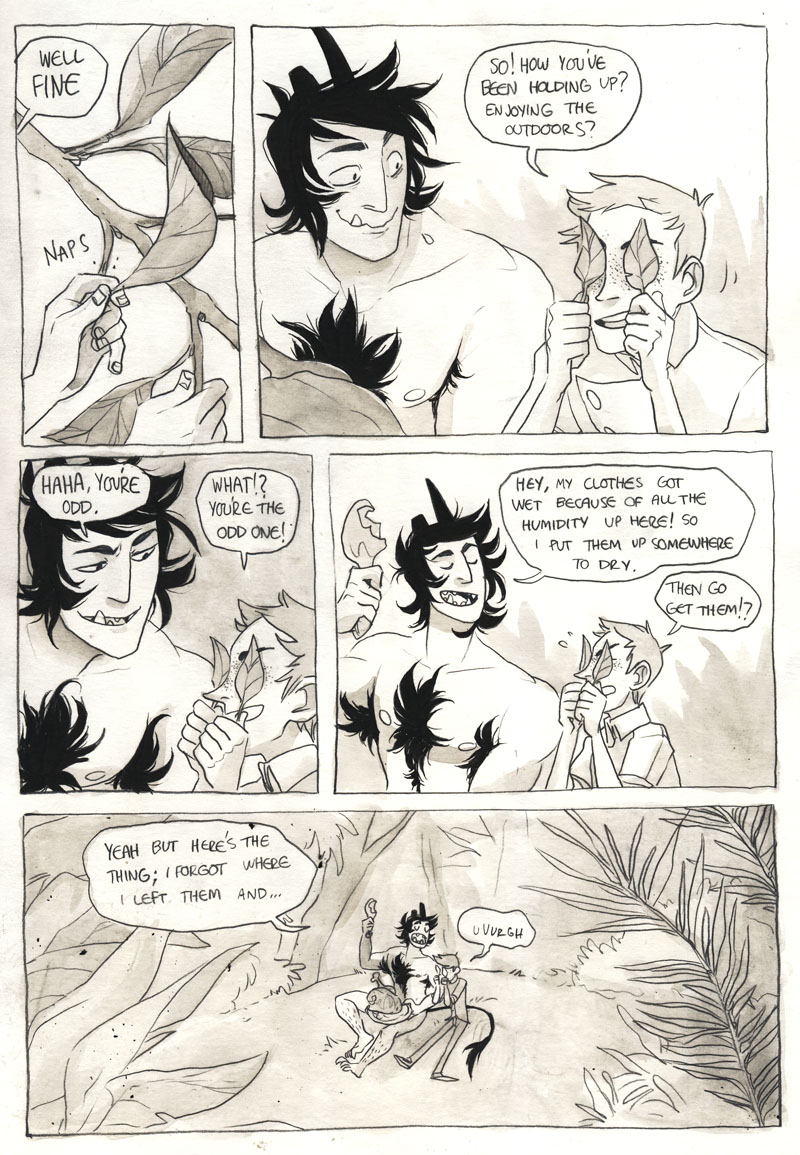 WELL
FINE
NAPS
SO! HOW YOU'VE
BEEN HOLDING UP?
ENJOYING THE
OUTDOORS?
HAHA, YOU'RE
ODD.
WHAT!?
YOU'RE THE
ODD ONE!
HEY, MY CLOTHES GOT
WET BECAUSE OF ALL THE
HUMIDITY UP HERE! SO
I PUT THEM UP SOMEWHERE
TO DRY.
THEN GO
GET THEM!?
YEAH BUT HERE'S THE
THING; I FORGOT WHERE
I LEFT THEM AND...
UVURGH